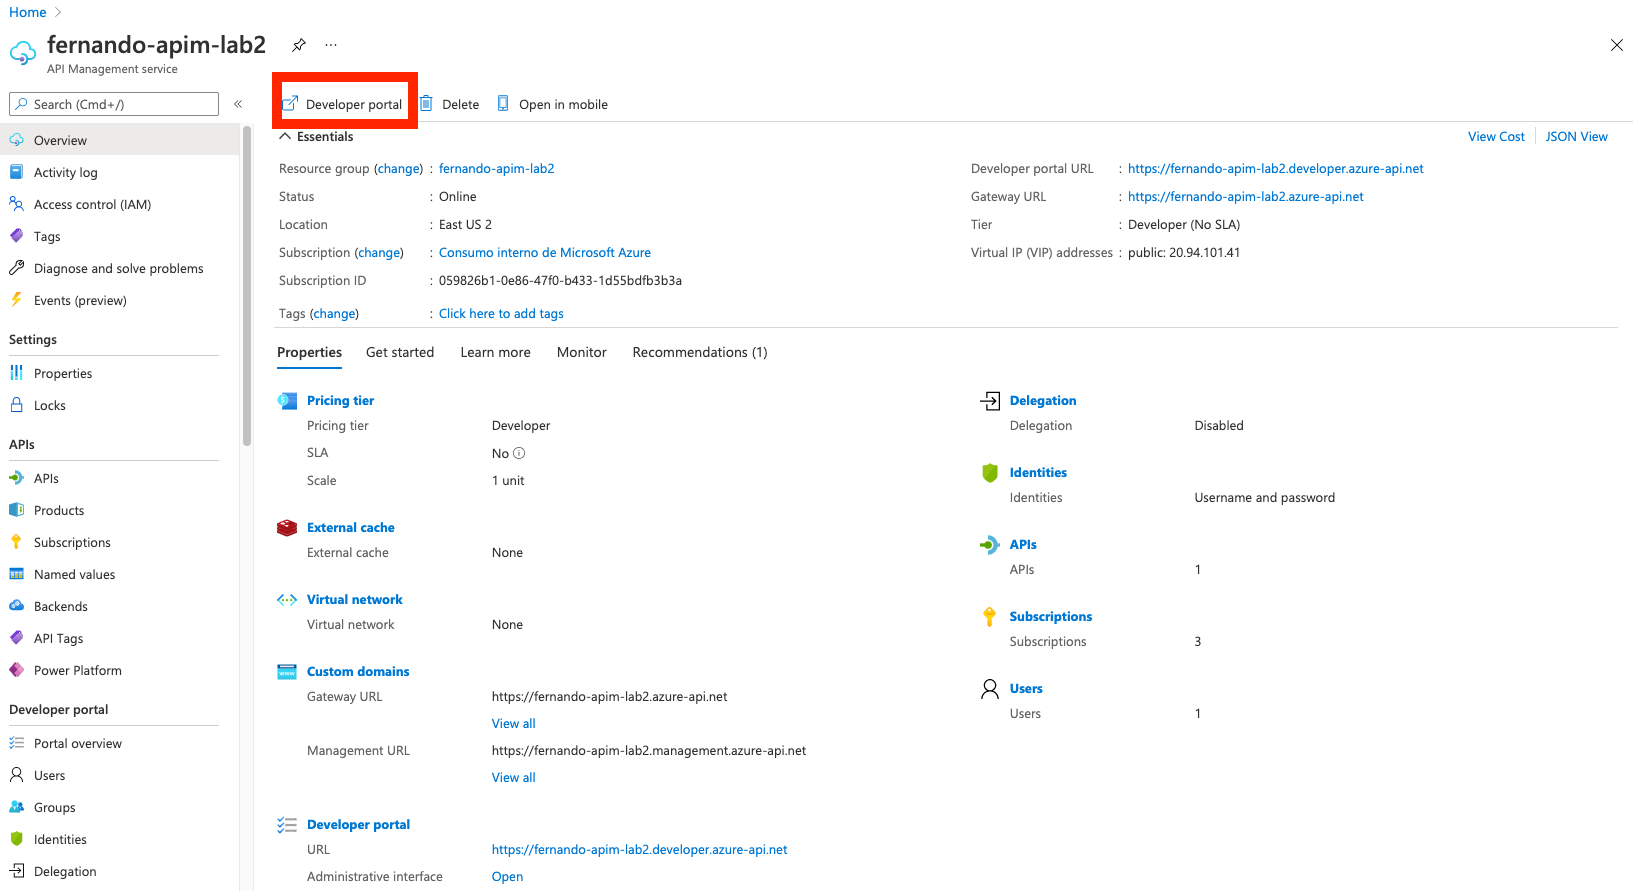 Home
fernando-apim-lab2
API Management service
Search (Cmd+/)
Overview
Activity log
Access control (IAM)
Tags
Diagnose and solve problems
Events (preview)
Settings
Properties
Locks
APIs
APIs
Products
Subscriptions
Named values
Backends
API Tags
Power Platform
Developer portal
Portal overview
Users
Groups
Identities
Delegation
Developer portal Delete Open in mobile
Essentials View Cost JSON View
Resource group (change) : fernando-apim-lab2
Status : Online
Location : East US 2
Subscription (change) : Consumo interno de Microsoft Azure
Subscription ID : 059826b1-0e86-47f0-b433-1d55bdfb3b3a
Tags (change) : Click here to add tags
Developer portal URL : https://fernando-apim-lab2.developer.azure-api.net
Gateway URL : https://fernando-apim-lab2.azure-api.net
Tier : Developer (No SLA)
Virtual IP (VIP) addresses : public: 20.94.101.41
Properties Get started Learn more Monitor Recommendations (1)
Pricing tier
Pricing tier Developer
SLA No
Scale 1 unit
External cache
External cache None
Virtual network
Virtual network None
Custom domains
Gateway URL https://fernando-apim-lab2.azure-api.net
View all
Management URL https://fernando-apim-lab2.management.azure-api.net
View all
Developer portal
URL https://fernando-apim-lab2.developer.azure-api.net
Administrative interface Open
Delegation
Delegation Disabled
Identities
Identities Username and password
APIs
APIs 1
Subscriptions
Subscriptions 3
Users
Users 1